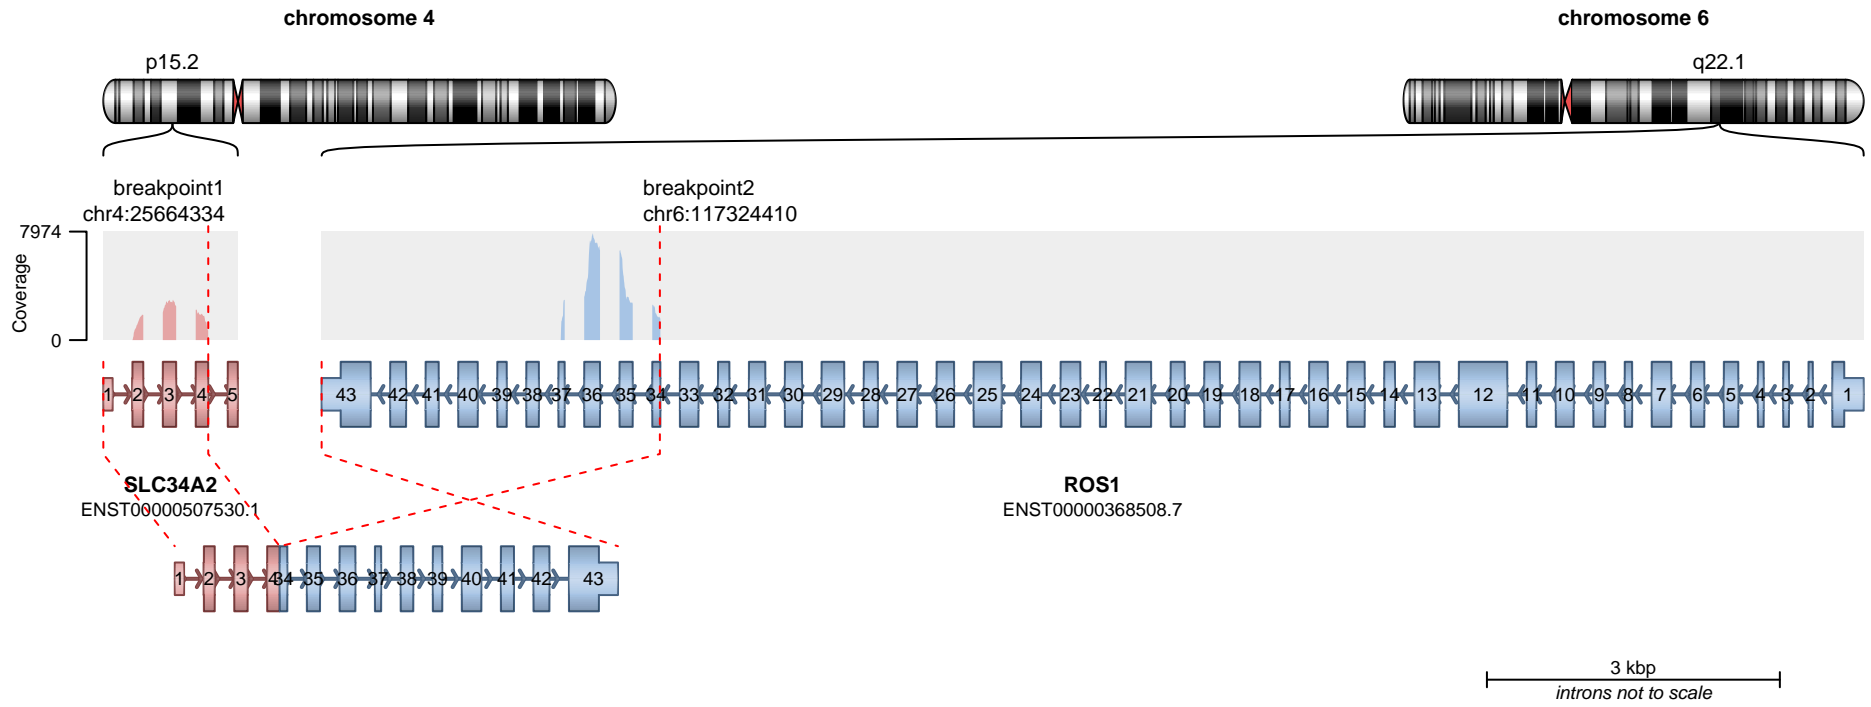 chromosome 4
chromosome 6
p15.2
q22.1
breakpoint1
chr4:25664334
breakpoint2
chr6:117324410
7974
Coverage
0
1 2 3 4 5
43 42 41 40 39 38 37 36 35 34 33 32 31 30 29 28 27 26 25 24 23 22 21 20 19 18 17 16 15 14 13 12 11 10 9 8 7 6 5 4 3 2 1
SLC34A2
ENST00000507530.1
ROS1
ENST00000368508.7
1 2 3 4 34 35 36 37 38 39 40 41 42 43
3 kbp
introns not to scale